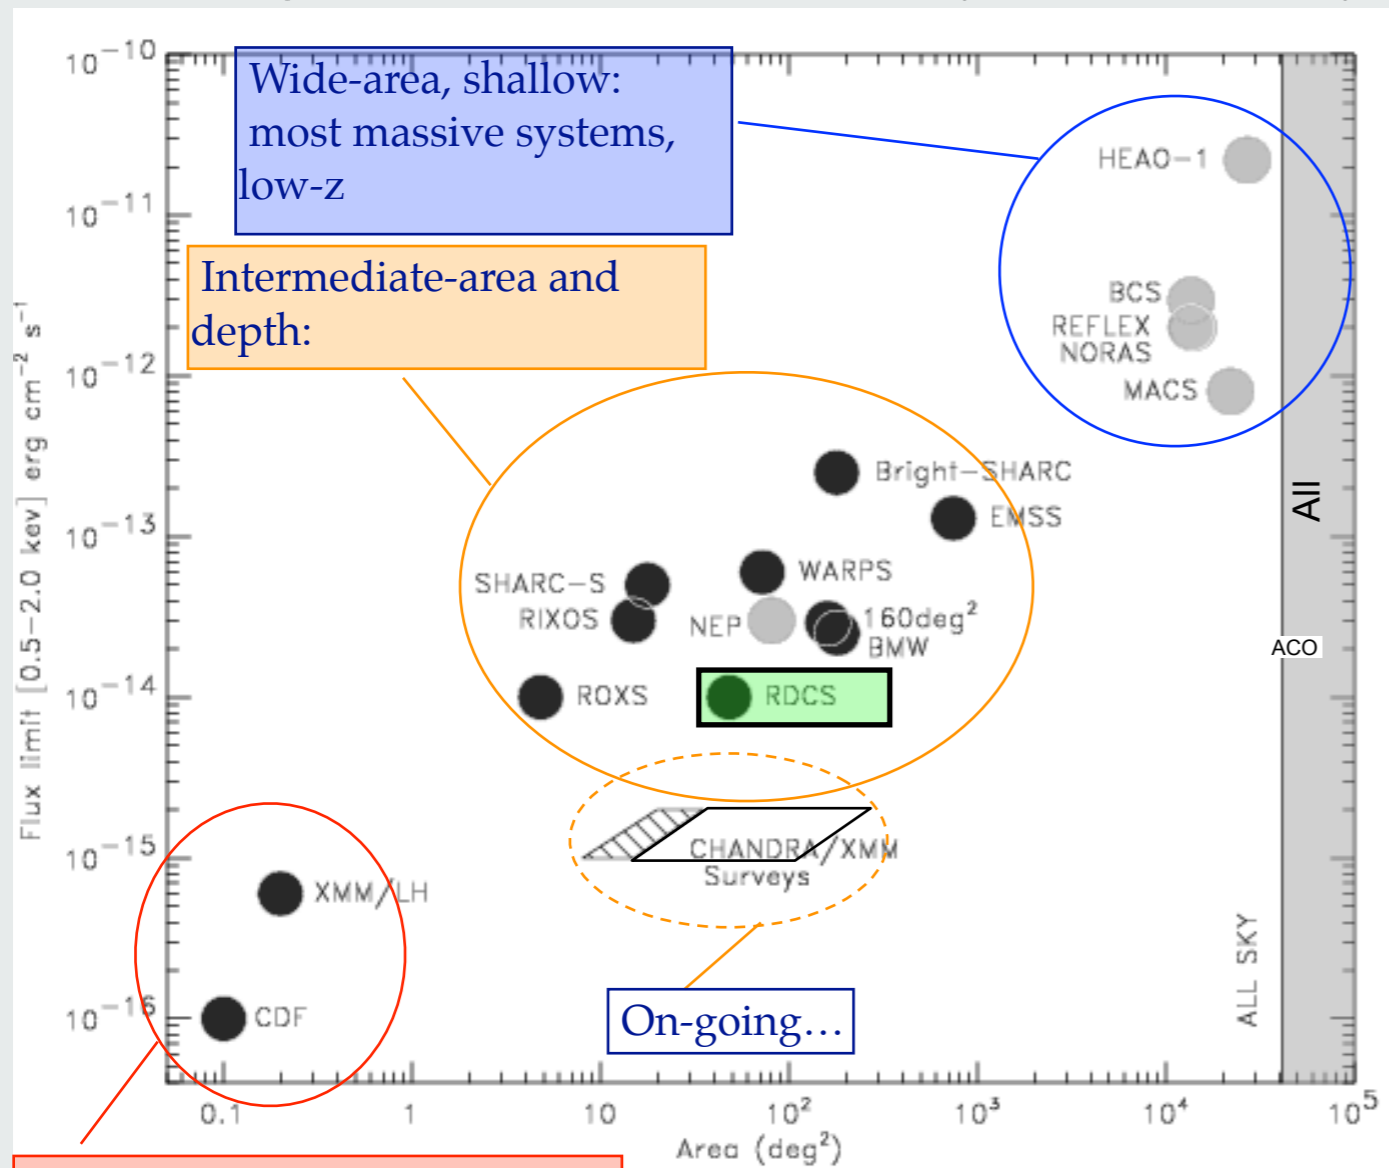 Wide-area, shallow:
most massive systems,
low-z
Intermediate-area and
depth:
Flux limit [0.5−2.0 kev] erg cm⁻² s⁻¹
10⁻¹⁰
10⁻¹¹
10⁻¹²
10⁻¹³
10⁻¹⁴
10⁻¹⁵
10⁻¹⁶
HEAO−1
BCS
REFLEX
NORAS
MACS
Bright−SHARC
EMSS
SHARC−S
WARPS
RIXOS
NEP
160deg²
BMW
ROXS
RDCS
CHANDRA/XMM
Surveys
XMM/LH
CDF
On-going…
All
ACO
ALL SKY
0.1
1
10
10²
10³
10⁴
10⁵
Area (deg²)